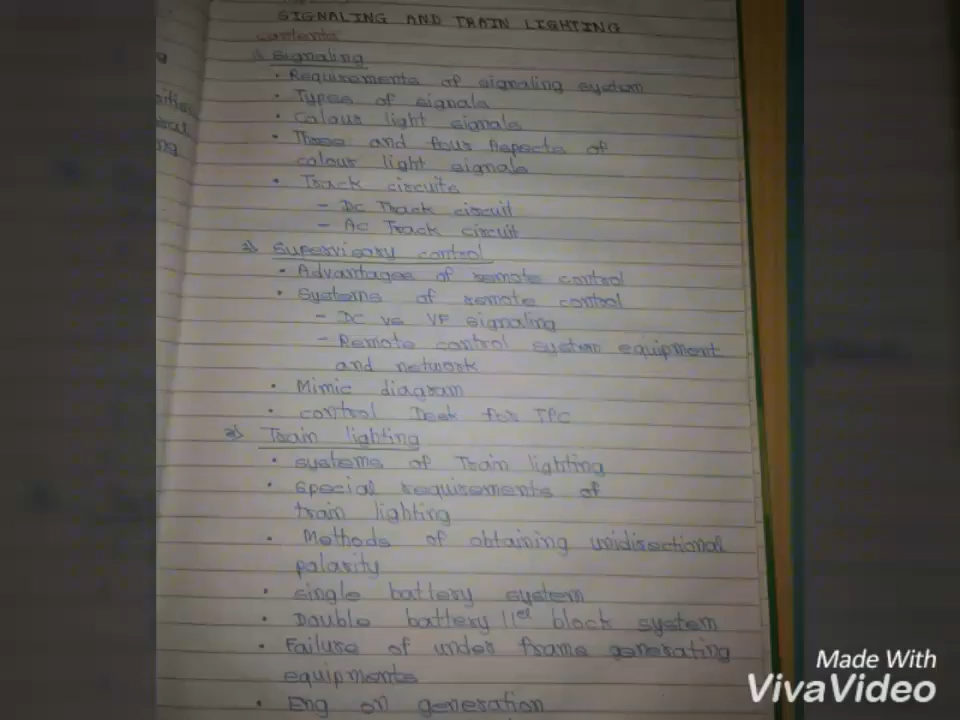 SIGNALING AND TRAIN LIGHTING
contents
1) Signaling
• Requirements of signaling system
• Types of signals
• Colour light signals
• Three and four Aspects of
colour light signals
• Track circuits
- DC Track circuit
- AC Track circuit
2) Supervisory control
• Advantages of remote control
• Systems of remote control
- DC vs VF signaling
- Remote control system equipment
and network
• Mimic diagram
• control Desk for TPC
3) Train lighting
• systems of Train lighting
• Special requirements of
train lighting
• Methods of obtaining unidirectional
polarity
• single battery system
• Double battery llel block system
• Failure of under frame generating
equipments
• Eng on generation
Made With
VivaVideo